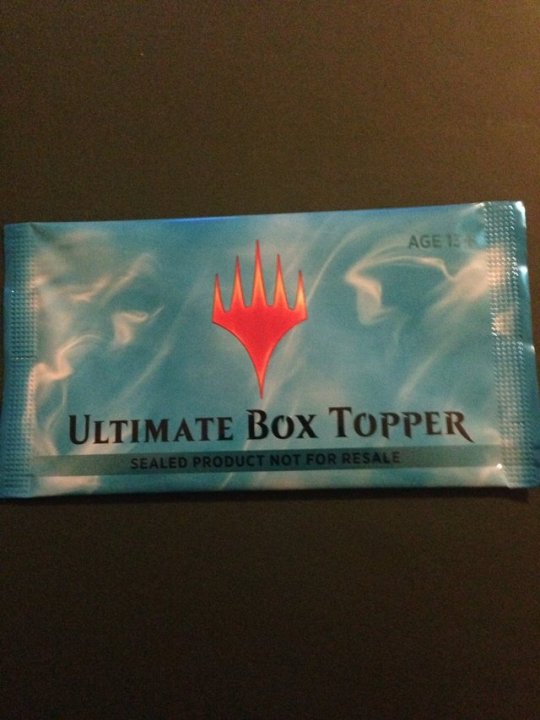 AGE 13+
ULTIMATE BOX TOPPER
SEALED PRODUCT NOT FOR RESALE